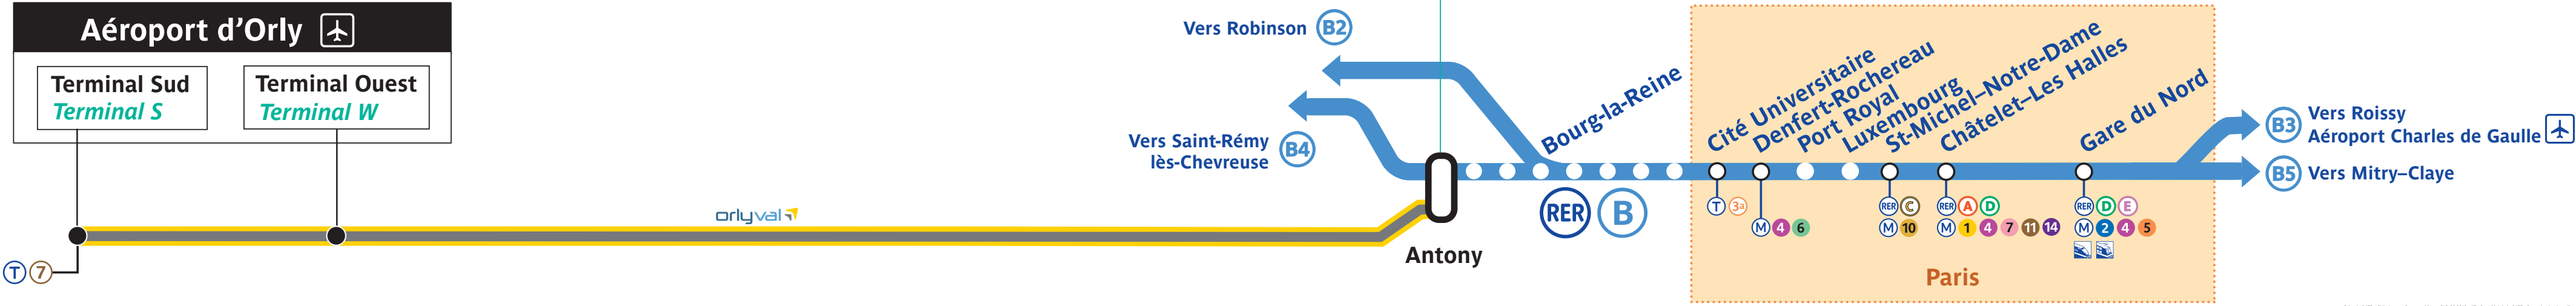 Aéroport d'Orly
Terminal Sud
Terminal S
Terminal Ouest
Terminal W
T 7
orlyval
Antony
Vers Robinson B2
Vers Saint-Rémy
lès-Chevreuse B4
Bourg-la-Reine
RER B
Cité Universitaire
Denfert-Rochereau
Port Royal
Luxembourg
St-Michel–Notre-Dame
Châtelet–Les Halles
Gare du Nord
T 3a
M 4 6
RER C
M 10
RER A D
M 1 4 7 11 14
RER D E
M 2 4 5
Paris
B3 Vers Roissy
Aéroport Charles de Gaulle
B5 Vers Mitry–Claye